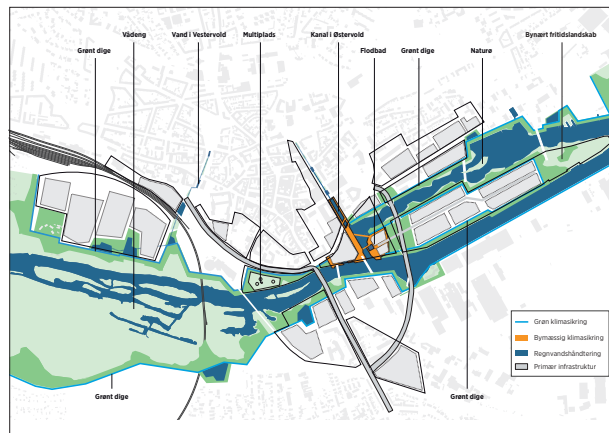 Grønt dige
Vådeng
Vand i Vestervold
Multiplads
Kanal i Østervold
Flodbad
Grønt dige
Naturø
Bynært fritidslandskab
Grøn klimasikring
Bymæssig klimasikring
Regnvandshåndtering
Primær infrastruktur
Grønt dige
Grønt dige